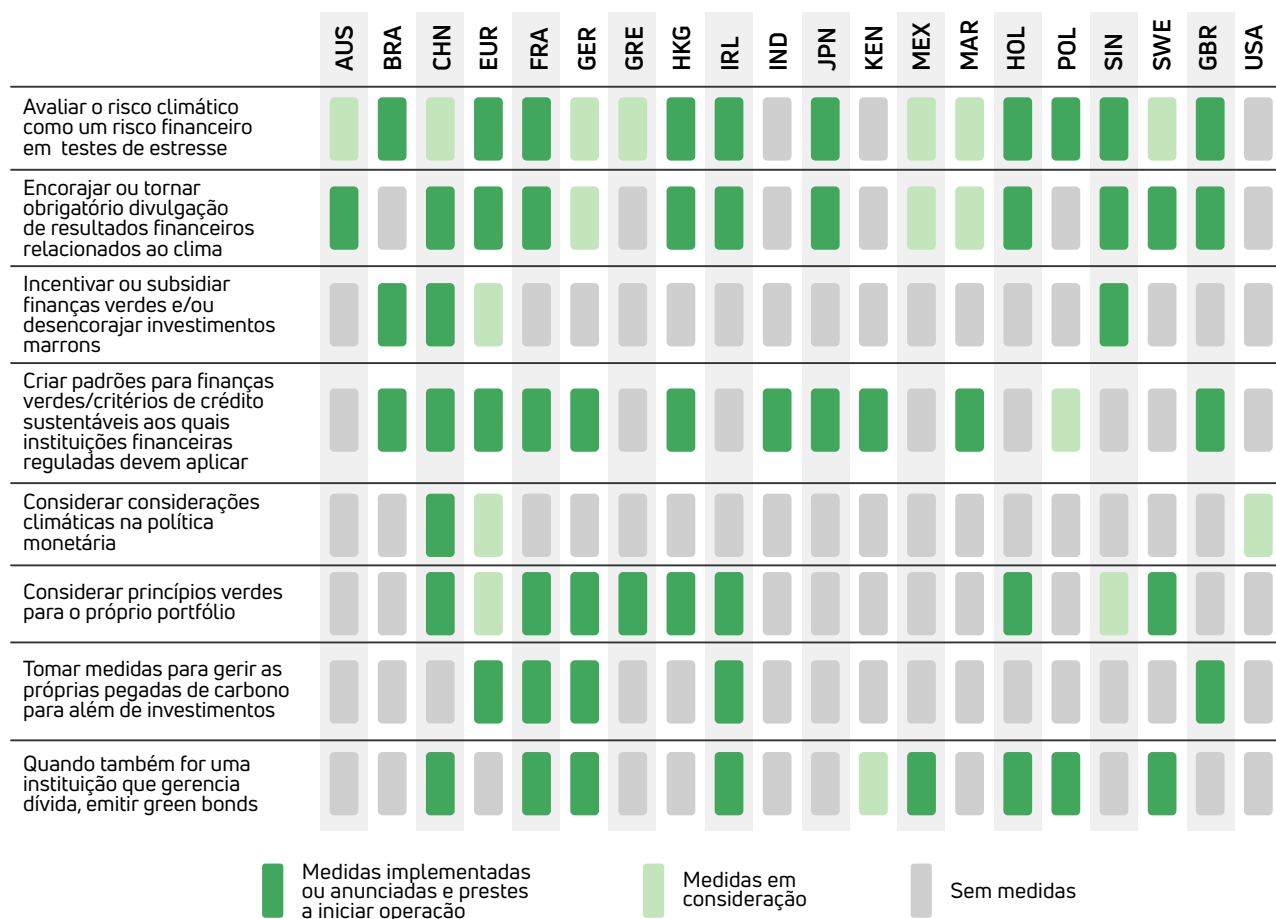 AUS BRA CHN EUR FRA GER GRE HKG IRL IND JPN KEN MEX MAR HOL POL SIN SWE GBR USA
Avaliar o risco climático
como um risco financeiro
em testes de estresse
Encorajar ou tornar
obrigatório divulgação
de resultados financeiros
relacionados ao clima
Incentivar ou subsidiar
finanças verdes e/ou
desencorajar investimentos
marrons
Criar padrões para finanças
verdes/critérios de crédito
sustentáveis aos quais
instituições financeiras
reguladas devem aplicar
Considerar considerações
climáticas na política
monetária
Considerar princípios verdes
para o próprio portfólio
Tomar medidas para gerir as
próprias pegadas de carbono
para além de investimentos
Quando também for uma
instituição que gerencia
dívida, emitir green bonds
Medidas implementadas
ou anunciadas e prestes
a iniciar operação
Medidas em
consideração
Sem medidas